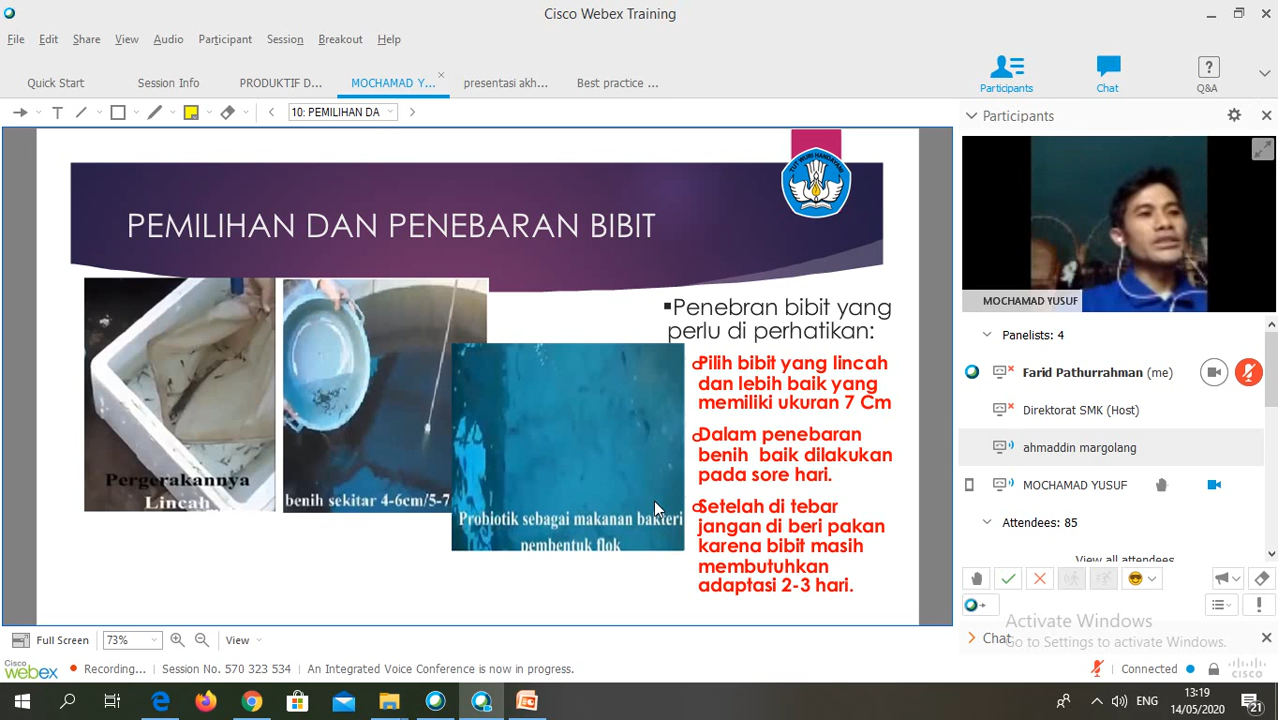 Cisco Webex Training
File Edit Share View Audio Participant Session Breakout Help
Quick Start Session Info PRODUKTIF D... MOCHAMAD Y... presentasi akh... Best practice ...
Participants Chat Q&A
10: PEMILIHAN DA
TUT WURI HANDAYANI
PEMILIHAN DAN PENEBARAN BIBIT
Pergerakannya
Lincah
benih sekitar 4-6cm/5-7
Probiotik sebagai makanan bakteri
pembentuk flok
Penebran bibit yang
perlu di perhatikan:
Pilih bibit yang lincah
dan lebih baik yang
memiliki ukuran 7 Cm
Dalam penebaran
benih baik dilakukan
pada sore hari.
Setelah di tebar
jangan di beri pakan
karena bibit masih
membutuhkan
adaptasi 2-3 hari.
Participants
MOCHAMAD YUSUF
Panelists: 4
Farid Pathurrahman (me)
Direktorat SMK (Host)
ahmaddin margolang
MOCHAMAD YUSUF
Attendees: 85
View all attendees
Chat
Activate Windows
Go to Settings to activate Windows.
Full Screen 73% View
Cisco webex Recording... Session No. 570 323 534 An Integrated Voice Conference is now in progress. Connected cisco
ENG
13:19
14/05/2020
21